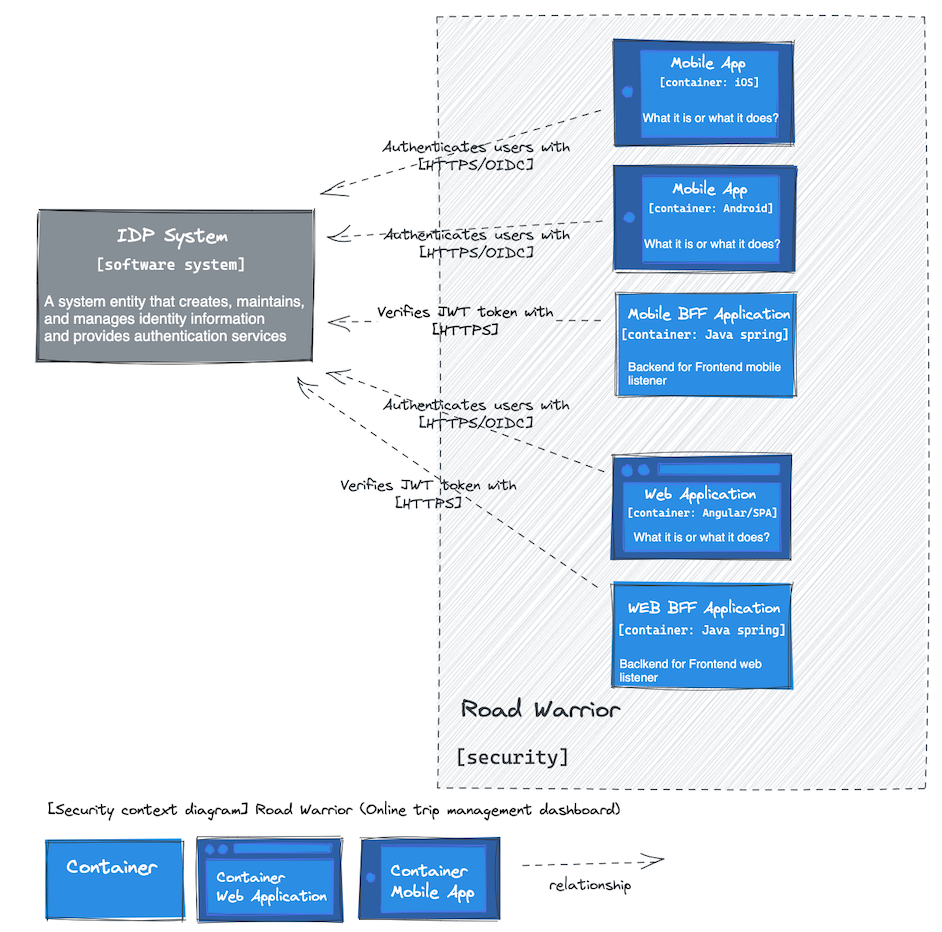 Mobile App
[container: iOS]
What it is or what it does?
Authenticates users with
[HTTPS/OIDC]
Mobile App
[container: Android]
What it is or what it does?
Authenticates users with
[HTTPS/OIDC]
IDP System
[software system]
A system entity that creates, maintains,
and manages identity information
and provides authentication services
Mobile BFF Application
[container: Java spring]
Backend for Frontend mobile
listener
Verifies JWT token with
[HTTPS]
Authenticates users with
[HTTPS/OIDC]
Web Application
[container: Angular/SPA]
What it is or what it does?
Verifies JWT token with
[HTTPS]
WEB BFF Application
[container: Java spring]
Baclkend for Frontend web
listener
Road Warrior
[security]
[Security context diagram] Road Warrior (Online trip management dashboard)
Container
Container
Web Application
Container
Mobile App
relationship